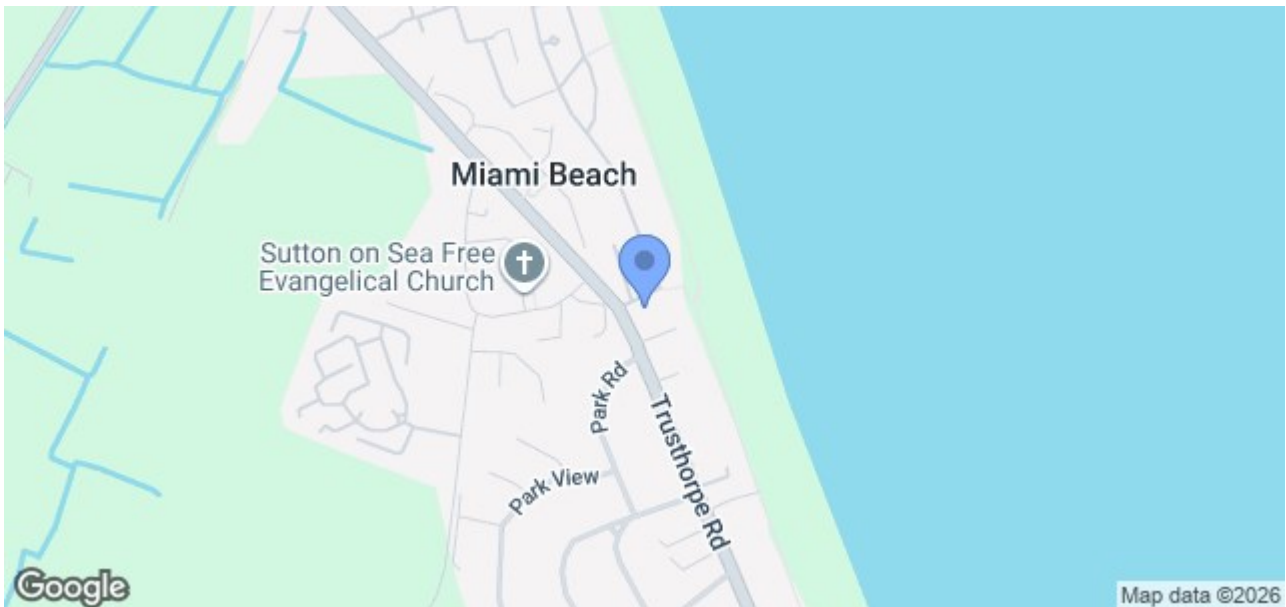 Miami Beach
Sutton on Sea Free
Evangelical Church
Park Rd
Trusthorpe Rd
Park View
Google
Map data ©2026